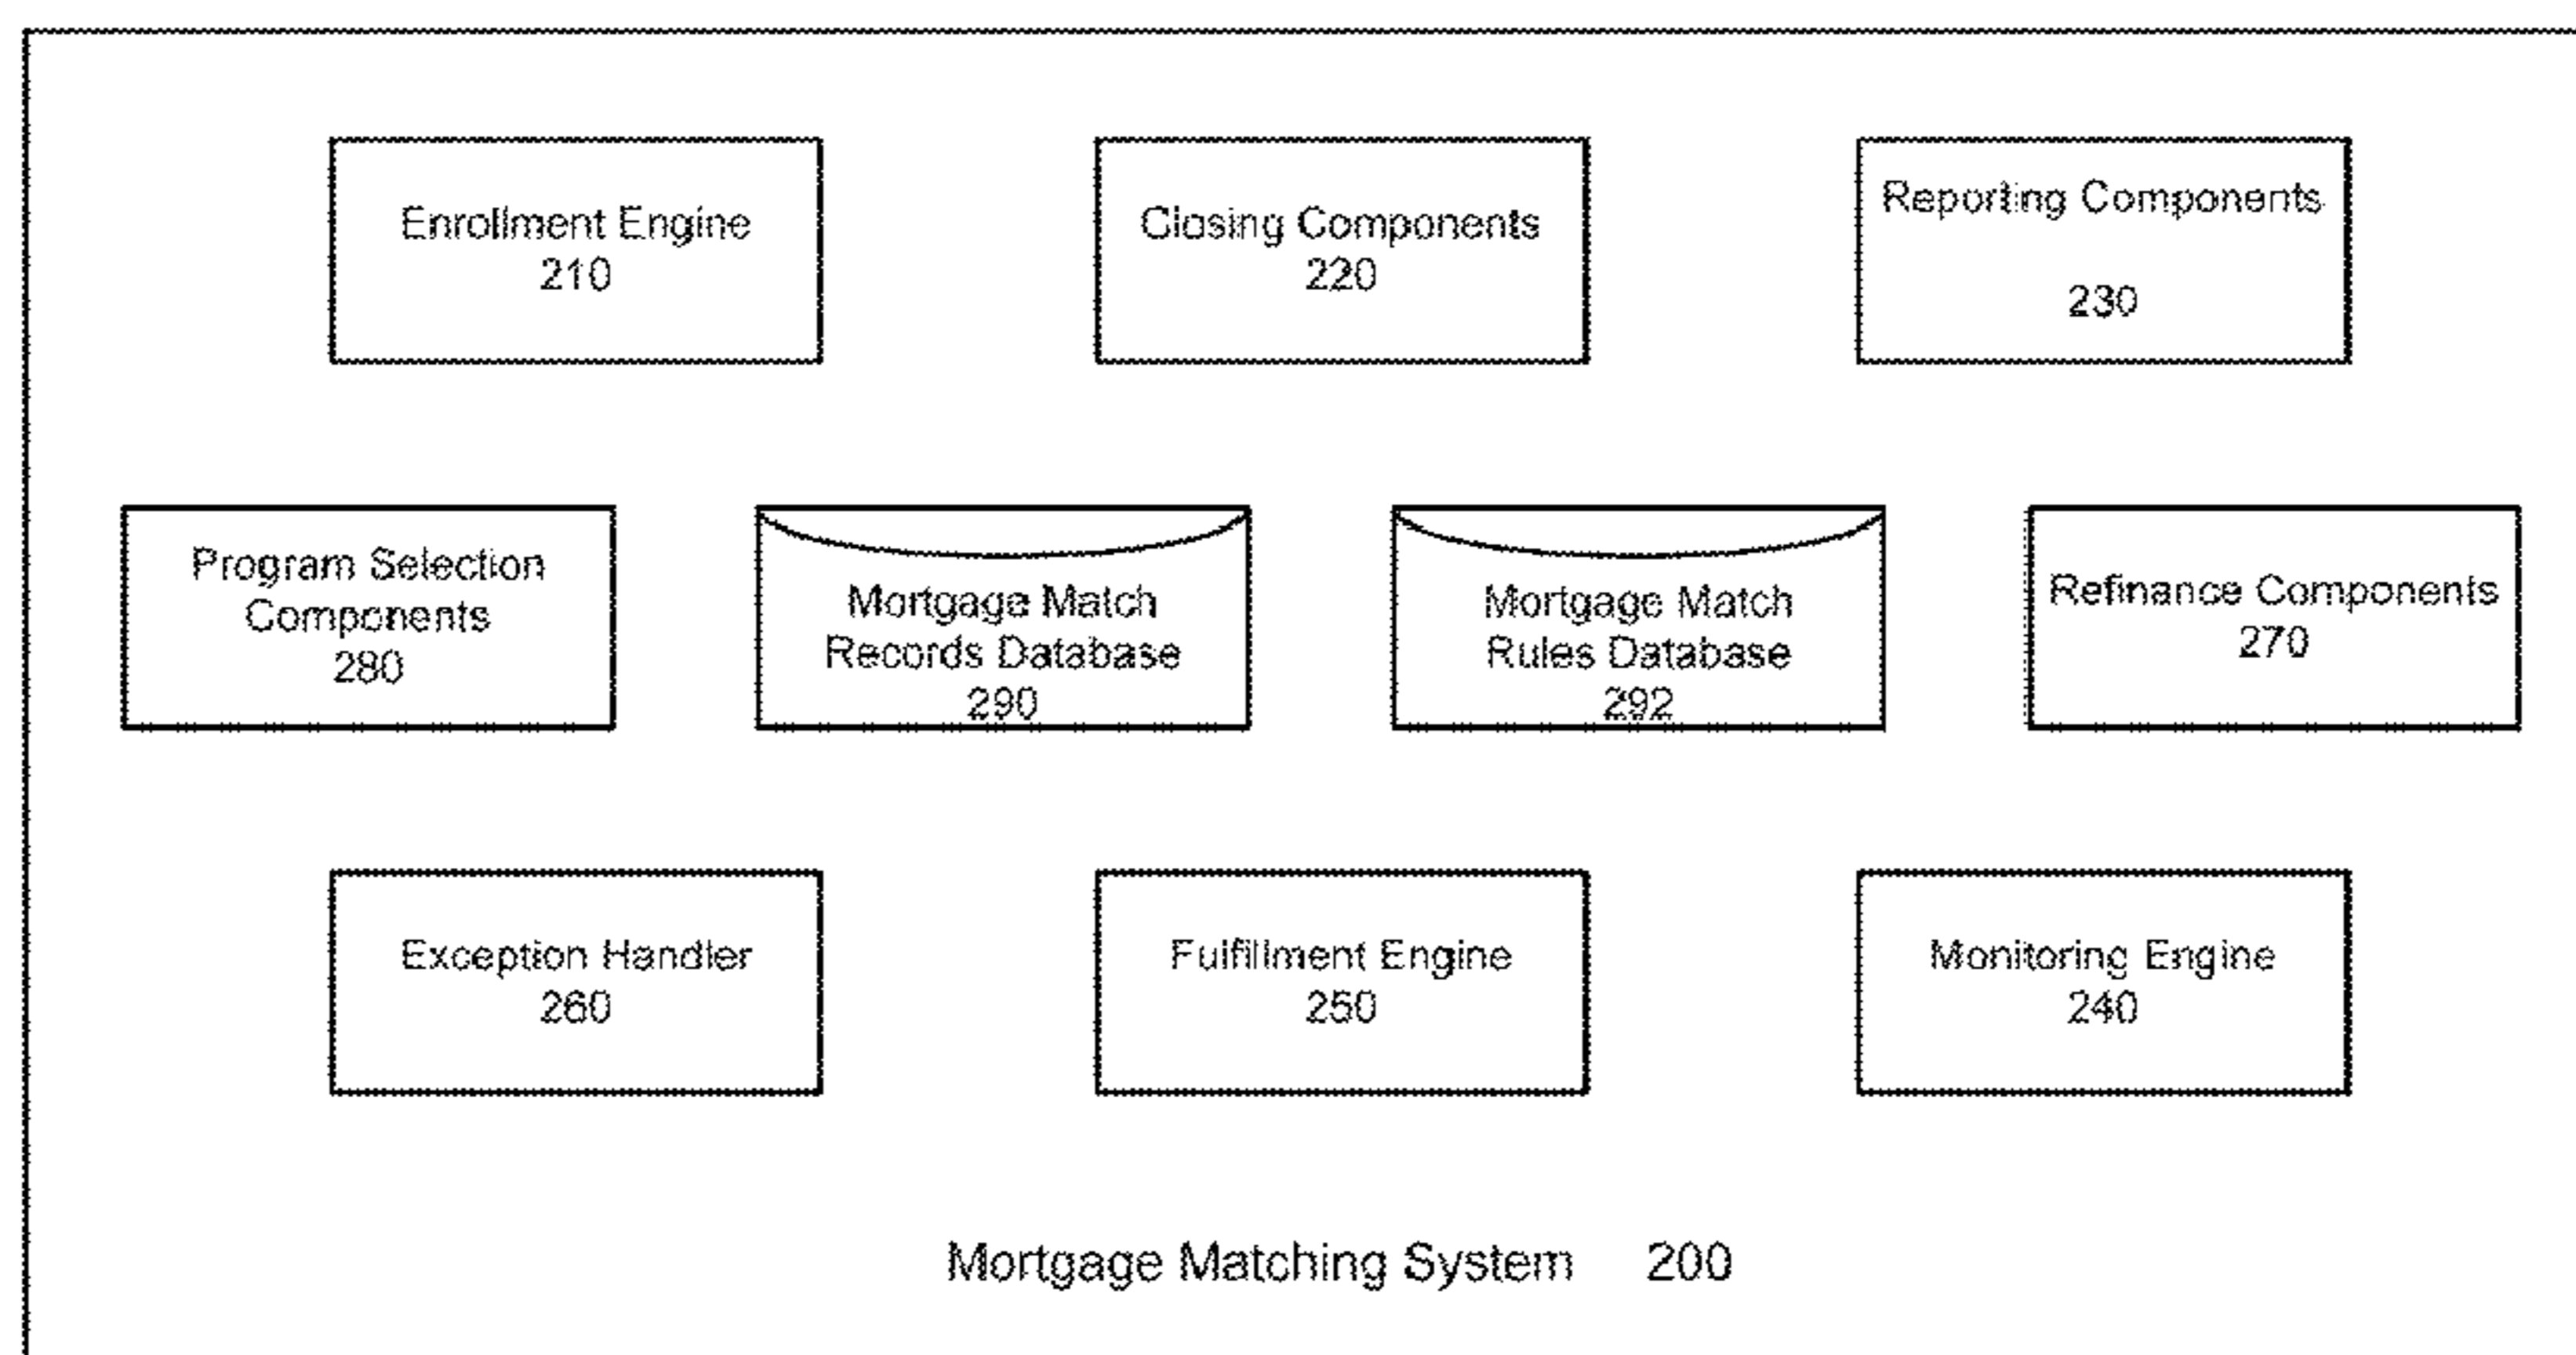 Enrollment Engine
210
Closing Components
220
Reporting Components
230
Program Selection
Components
280
Mortgage Match
Records Database
290
Mortgage Match
Rules Database
292
Refinance Components
270
Exception Handler
260
Fulfillment Engine
250
Monitoring Engine
240
Mortgage Matching System 200